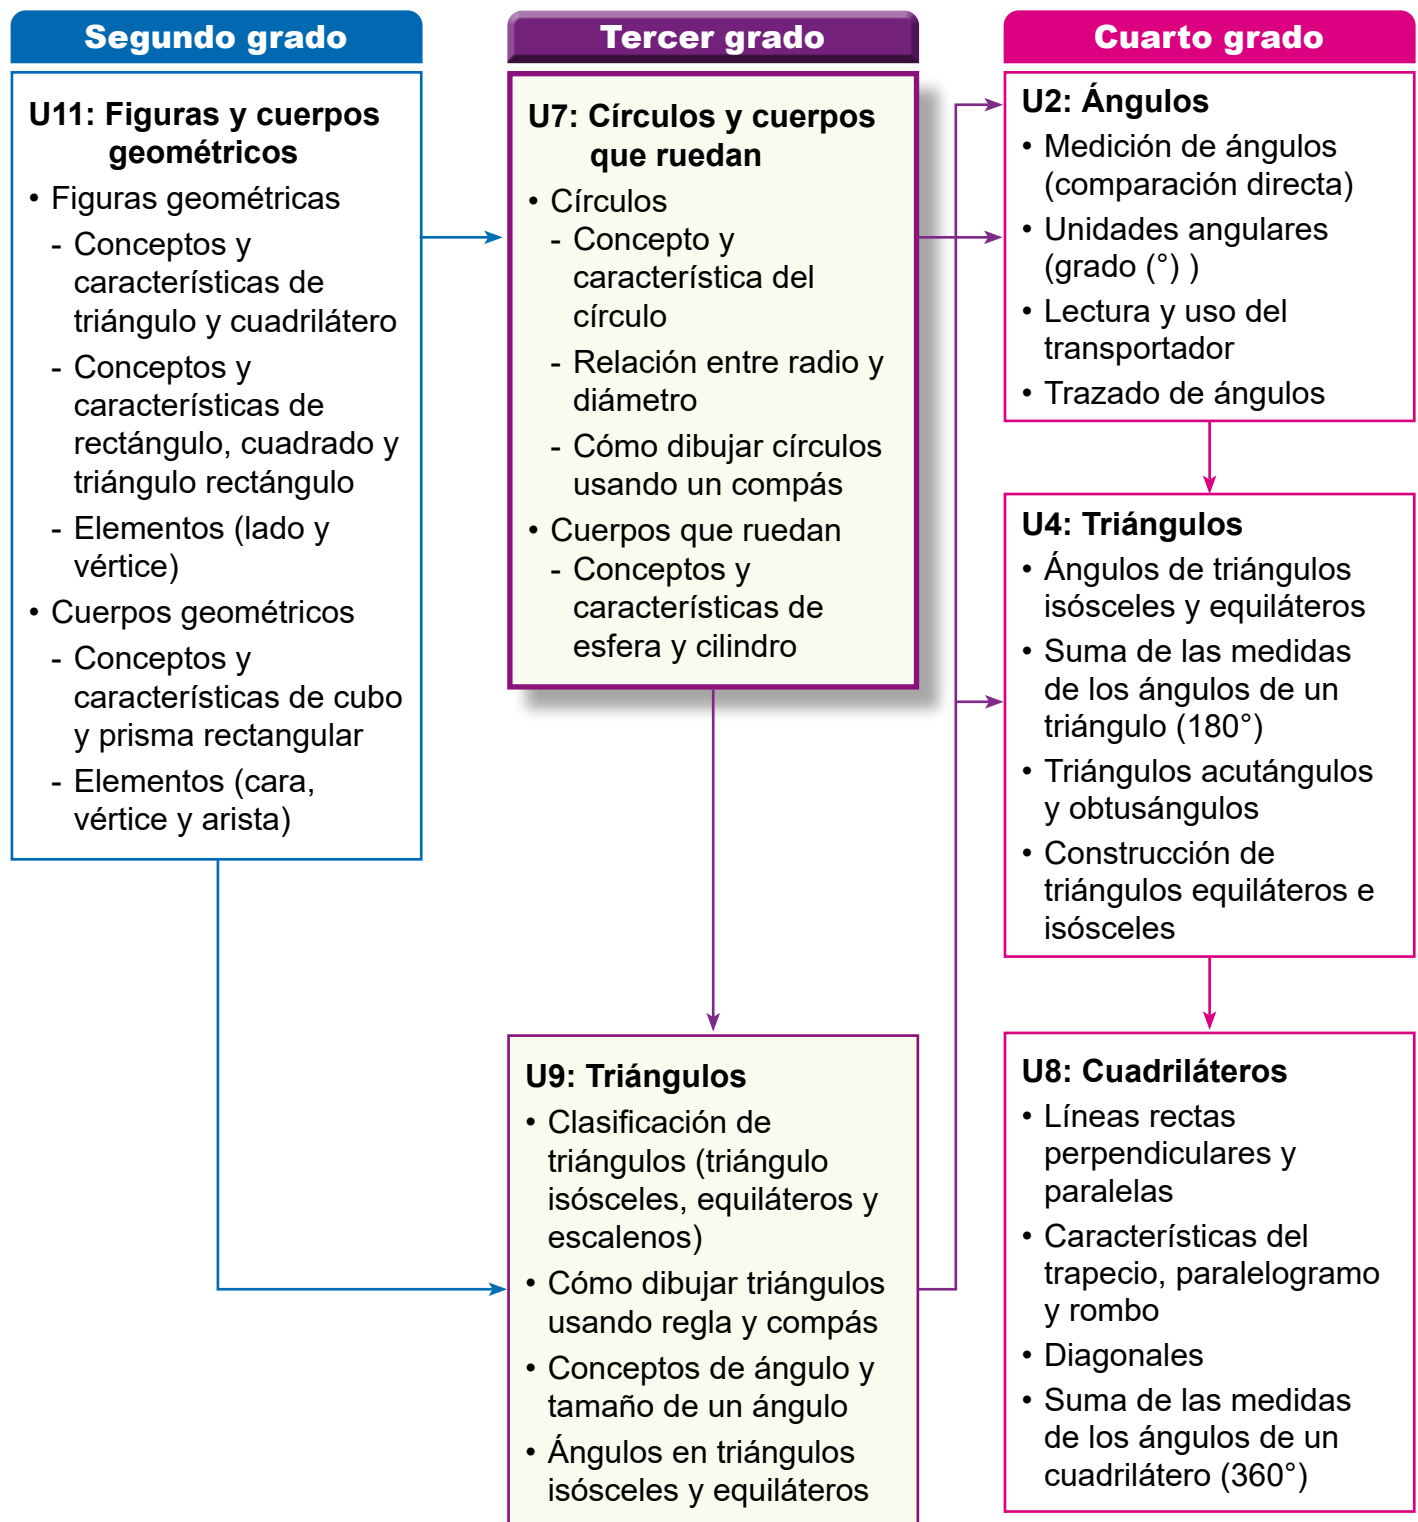 Segundo grado
U11: Figuras y cuerpos
geométricos
• Figuras geométricas
- Conceptos y
características de
triángulo y cuadrilátero
- Conceptos y
características de
rectángulo, cuadrado y
triángulo rectángulo
- Elementos (lado y
vértice)
• Cuerpos geométricos
- Conceptos y
características de cubo
y prisma rectangular
- Elementos (cara,
vértice y arista)
Tercer grado
U7: Círculos y cuerpos
que ruedan
• Círculos
- Concepto y
característica del
círculo
- Relación entre radio y
diámetro
- Cómo dibujar círculos
usando un compás
• Cuerpos que ruedan
- Conceptos y
características de
esfera y cilindro
U9: Triángulos
• Clasificación de
triángulos (triángulo
isósceles, equiláteros y
escalenos)
• Cómo dibujar triángulos
usando regla y compás
• Conceptos de ángulo y
tamaño de un ángulo
• Ángulos en triángulos
isósceles y equiláteros
Cuarto grado
U2: Ángulos
• Medición de ángulos
(comparación directa)
• Unidades angulares
(grado (°) )
• Lectura y uso del
transportador
• Trazado de ángulos
U4: Triángulos
• Ángulos de triángulos
isósceles y equiláteros
• Suma de las medidas
de los ángulos de un
triángulo (180°)
• Triángulos acutángulos
y obtusángulos
• Construcción de
triángulos equiláteros e
isósceles
U8: Cuadriláteros
• Líneas rectas
perpendiculares y
paralelas
• Características del
trapecio, paralelogramo
y rombo
• Diagonales
• Suma de las medidas
de los ángulos de un
cuadrilátero (360°)